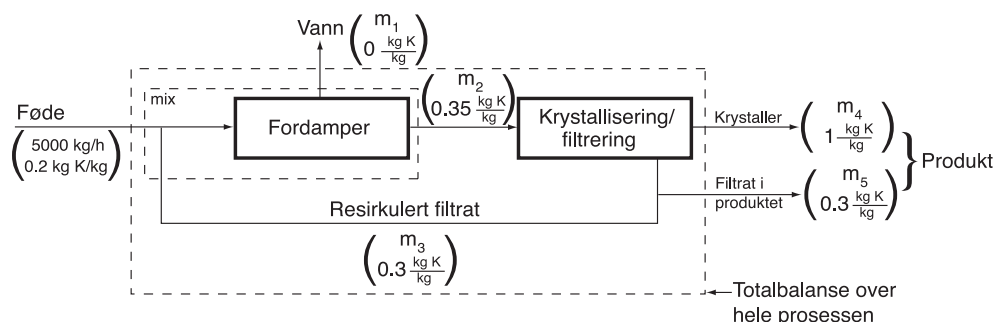 Vann
m1
0 kg K/kg
mix
m2
0.35 kg K/kg
Føde
5000 kg/h
0.2 kg K/kg
Fordamper
Krystallisering/
filtrering
Krystaller
m4
1 kg K/kg
Produkt
Filtrat i
produktet
m5
0.3 kg K/kg
Resirkulert filtrat
m3
0.3 kg K/kg
Totalbalanse over
hele prosessen